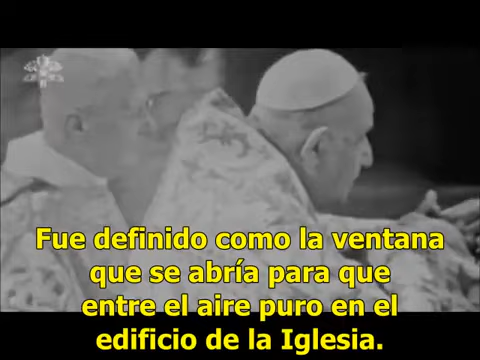 Fue definido como la ventana
que se abría para que
entre el aire puro en el
edificio de la Iglesia.